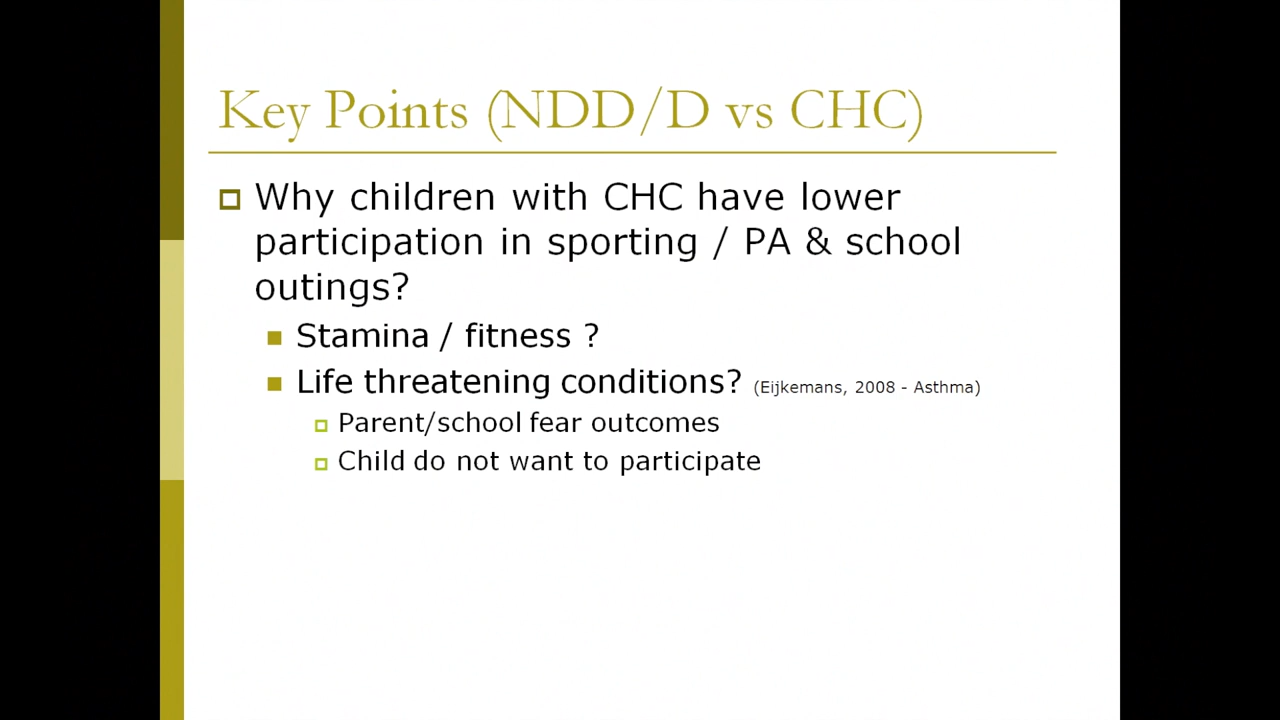 Key Points (NDD/D vs CHC)
Why children with CHC have lower
participation in sporting / PA & school
outings?
Stamina / fitness ?
Life threatening conditions? (Eijkemans, 2008 - Asthma)
Parent/school fear outcomes
Child do not want to participate